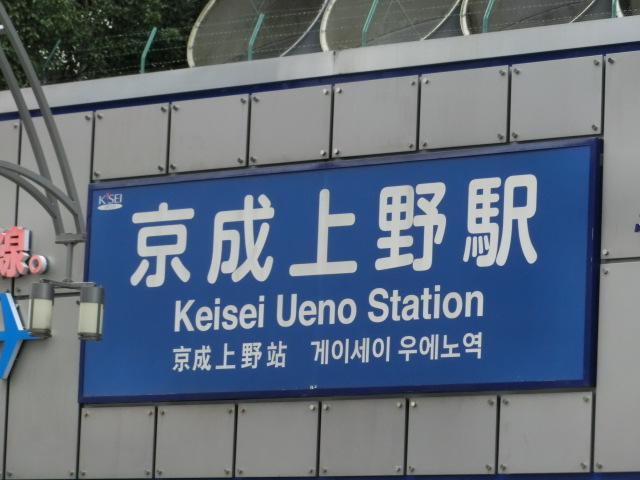 KSEI
京成上野駅
Keisei Ueno Station
京成上野站 게이세이 우에노역
線。